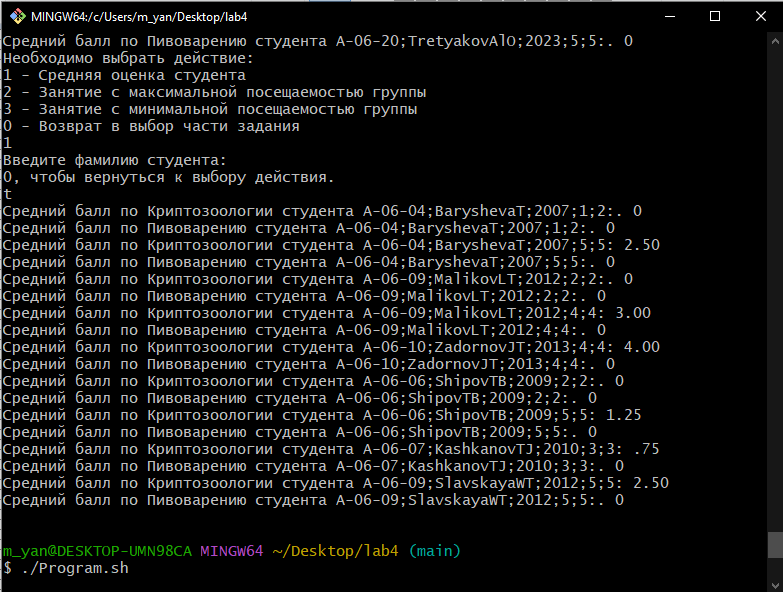 MINGW64:/c/Users/m_yan/Desktop/lab4
Средний балл по Пивоварению студента А-06-20;TretyakovAlO;2023;5;5:. 0
Необходимо выбрать действие:
1 - Средняя оценка студента
2 - Занятие с максимальной посещаемостью группы
3 - Занятие с минимальной посещаемостью группы
0 - Возврат в выбор части задания
1
Введите фамилию студента:
0, чтобы вернуться к выбору действия.
t
Средний балл по Криптозоологии студента А-06-04;BaryshevaT;2007;1;2:. 0
Средний балл по Пивоварению студента А-06-04;BaryshevaT;2007;1;2:. 0
Средний балл по Криптозоологии студента А-06-04;BaryshevaT;2007;5;5: 2.50
Средний балл по Пивоварению студента А-06-04;BaryshevaT;2007;5;5:. 0
Средний балл по Криптозоологии студента А-06-09;MalikovLT;2012;2;2:. 0
Средний балл по Пивоварению студента А-06-09;MalikovLT;2012;2;2:. 0
Средний балл по Криптозоологии студента А-06-09;MalikovLT;2012;4;4: 3.00
Средний балл по Пивоварению студента А-06-09;MalikovLT;2012;4;4:. 0
Средний балл по Криптозоологии студента А-06-10;ZadornovJT;2013;4;4: 4.00
Средний балл по Пивоварению студента А-06-10;ZadornovJT;2013;4;4:. 0
Средний балл по Криптозоологии студента А-06-06;ShipovTB;2009;2;2:. 0
Средний балл по Пивоварению студента А-06-06;ShipovTB;2009;2;2:. 0
Средний балл по Криптозоологии студента А-06-06;ShipovTB;2009;5;5: 1.25
Средний балл по Пивоварению студента А-06-06;ShipovTB;2009;5;5:. 0
Средний балл по Криптозоологии студента А-06-07;KashkanovTJ;2010;3;3: .75
Средний балл по Пивоварению студента А-06-07;KashkanovTJ;2010;3;3:. 0
Средний балл по Криптозоологии студента А-06-09;SlavskayaWT;2012;5;5: 2.50
Средний балл по Пивоварению студента А-06-09;SlavskayaWT;2012;5;5:. 0
m_yan@DESKTOP-UMN98CA MINGW64 ~/Desktop/lab4 (main)
$ ./Program.sh